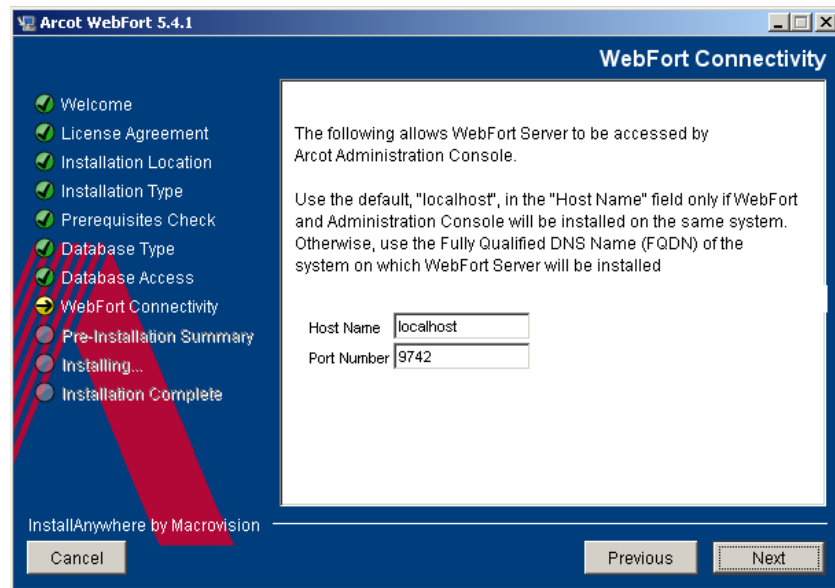 Arcot WebFort 5.4.1
WebFort Connectivity
Welcome
License Agreement
Installation Location
Installation Type
Prerequisites Check
Database Type
Database Access
WebFort Connectivity
Pre-Installation Summary
Installing...
Installation Complete
The following allows WebFort Server to be accessed by
Arcot Administration Console.
Use the default, "localhost", in the "Host Name" field only if WebFort
and Administration Console will be installed on the same system.
Otherwise, use the Fully Qualified DNS Name (FQDN) of the
system on which WebFort Server will be installed
Host Name localhost
Port Number 9742
InstallAnywhere by Macrovision
Cancel Previous Next